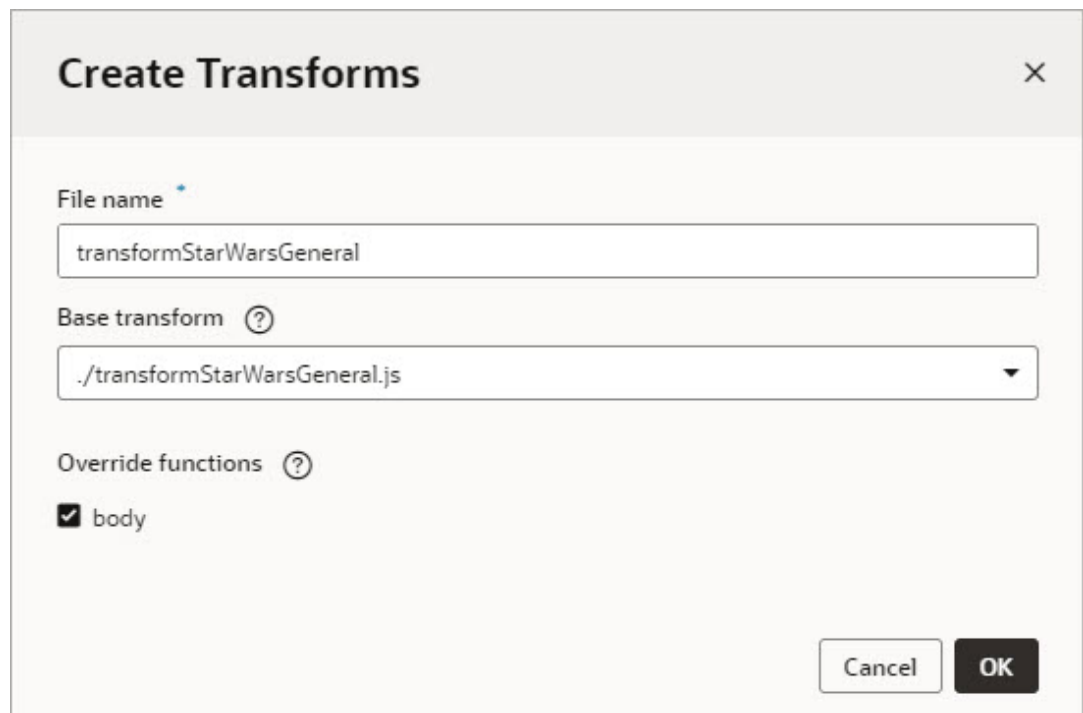 Create Transforms
File name *
transformStarWarsGeneral
Base transform ?
./transformStarWarsGeneral.js
Override functions ?
body
Cancel OK